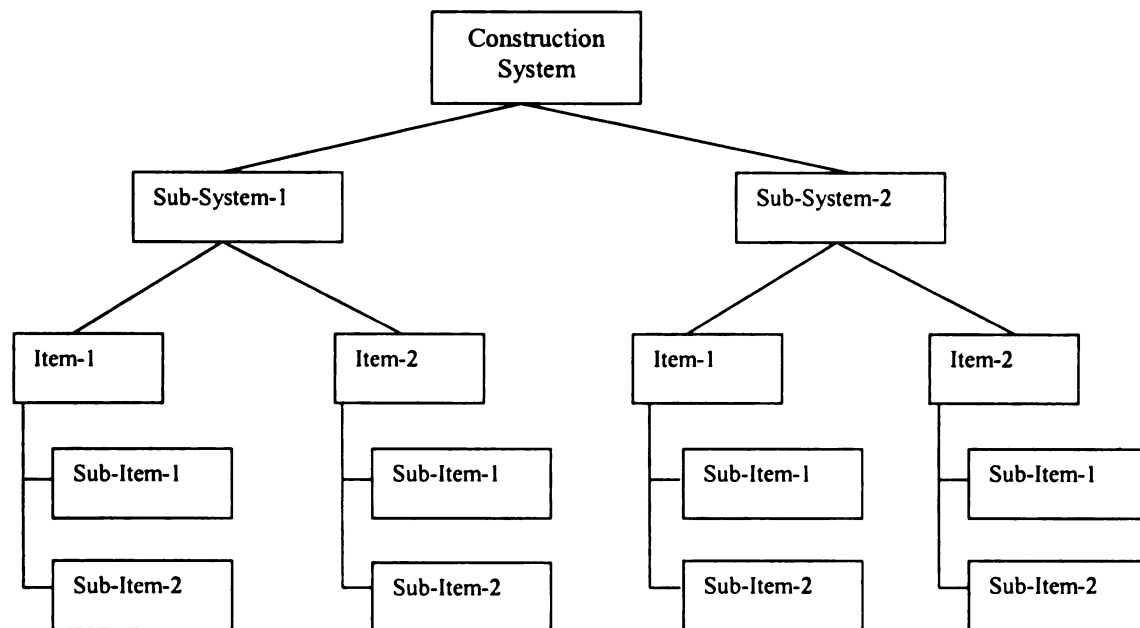 Construction
System
Sub-System-1
Sub-System-2
Item-1
Item-2
Item-1
Item-2
Sub-Item-1
Sub-Item-1
Sub-Item-1
Sub-Item-1
Sub-Item-2
Sub-Item-2
Sub-Item-2
Sub-Item-2